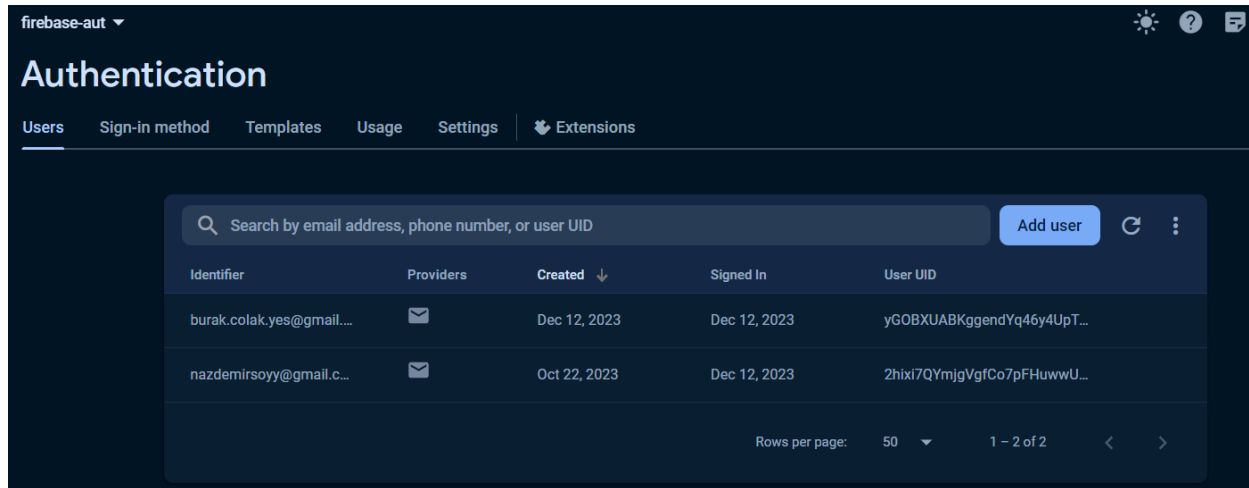 firebase-aut
Authentication
Users Sign-in method Templates Usage Settings Extensions
Search by email address, phone number, or user UID Add user
Identifier Providers Created Signed In User UID
burak.colak.yes@gmail.... Dec 12, 2023 Dec 12, 2023 yGOBXUABKggendYq46y4UpT...
nazdemirsoyy@gmail.c... Oct 22, 2023 Dec 12, 2023 2hixi7QYmjgVgfCo7pFHuwwU...
Rows per page: 50 1 – 2 of 2